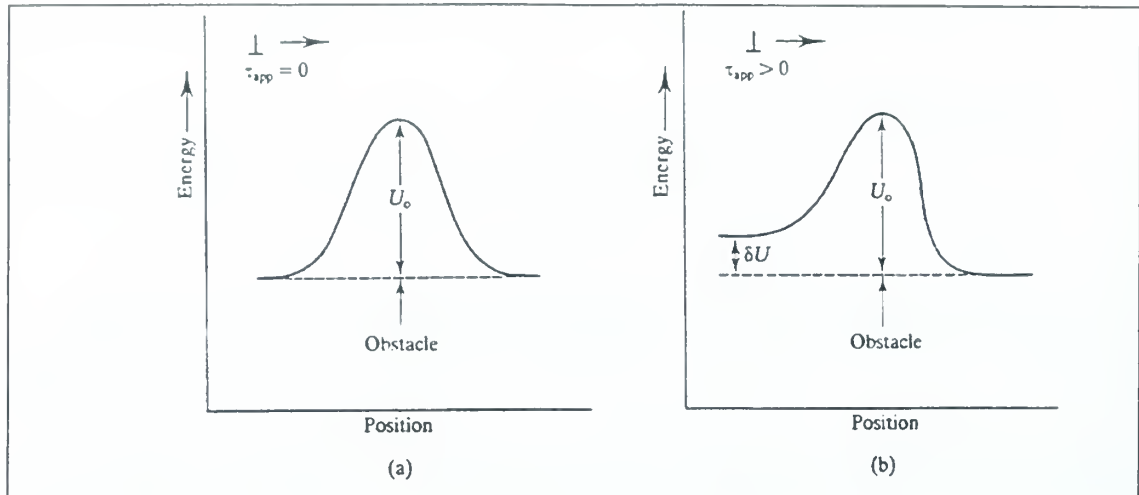 ⊥ →
τapp = 0
Energy →
U₀
Obstacle
Position
(a)
⊥ →
τapp > 0
Energy →
U₀
δU
Obstacle
Position
(b)